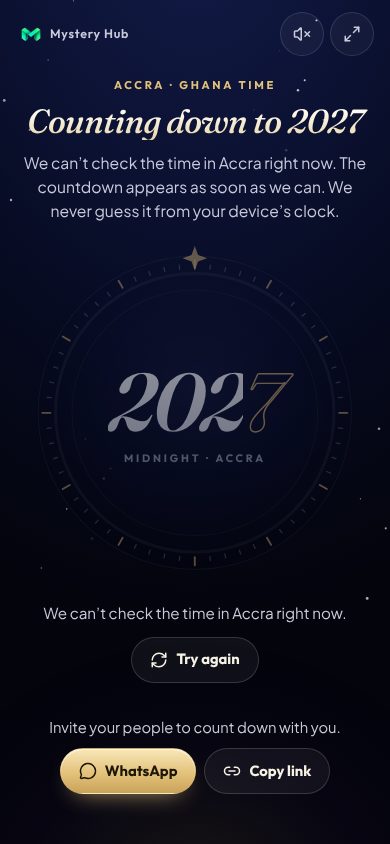 Mystery Hub
ACCRA · GHANA TIME
Counting down to 2027
We can’t check the time in Accra right now. The
countdown appears as soon as we can. We
never guess it from your device’s clock.
2027
MIDNIGHT · ACCRA
We can’t check the time in Accra right now.
Try again
Invite your people to count down with you.
WhatsApp
Copy link